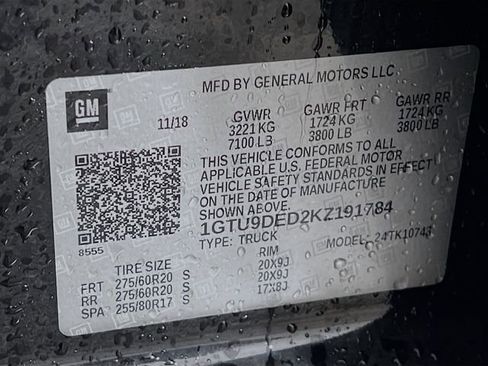 MFD BY GENERAL MOTORS LLC
GM
11/18
GVWR GAWR FRT GAWR RR
3221 KG 1724 KG 1724 KG
7100 LB 3800 LB 3800 LB
THIS VEHICLE CONFORMS TO ALL
APPLICABLE U.S. FEDERAL MOTOR
VEHICLE SAFETY STANDARDS IN EFFECT
ON THE DATE OF MANUFACTURE
SHOWN ABOVE.
1GTU9DED2KZ191784
8555
TYPE: TRUCK MODEL: 24TK10743
TIRE SIZE RIM
FRT 275/60R20 S 20X9J
RR 275/60R20 S 20X9J
SPA 255/80R17 S 17X8J